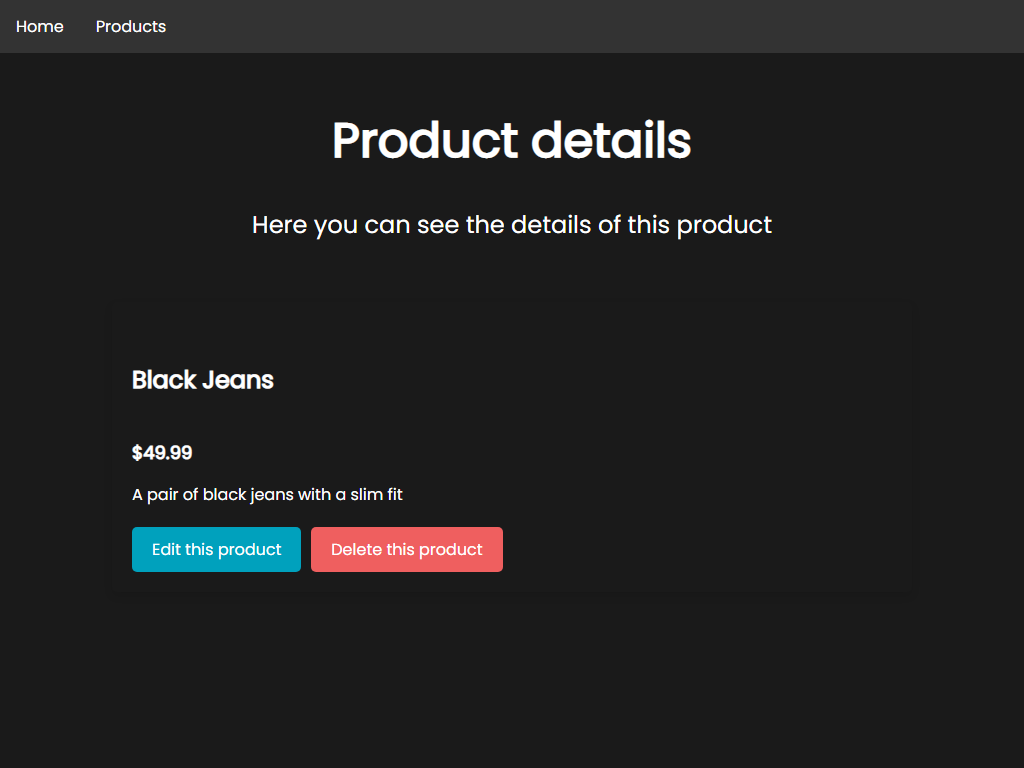 Home Products
Product details
Here you can see the details of this product
Black Jeans
$49.99
A pair of black jeans with a slim fit
Edit this product Delete this product